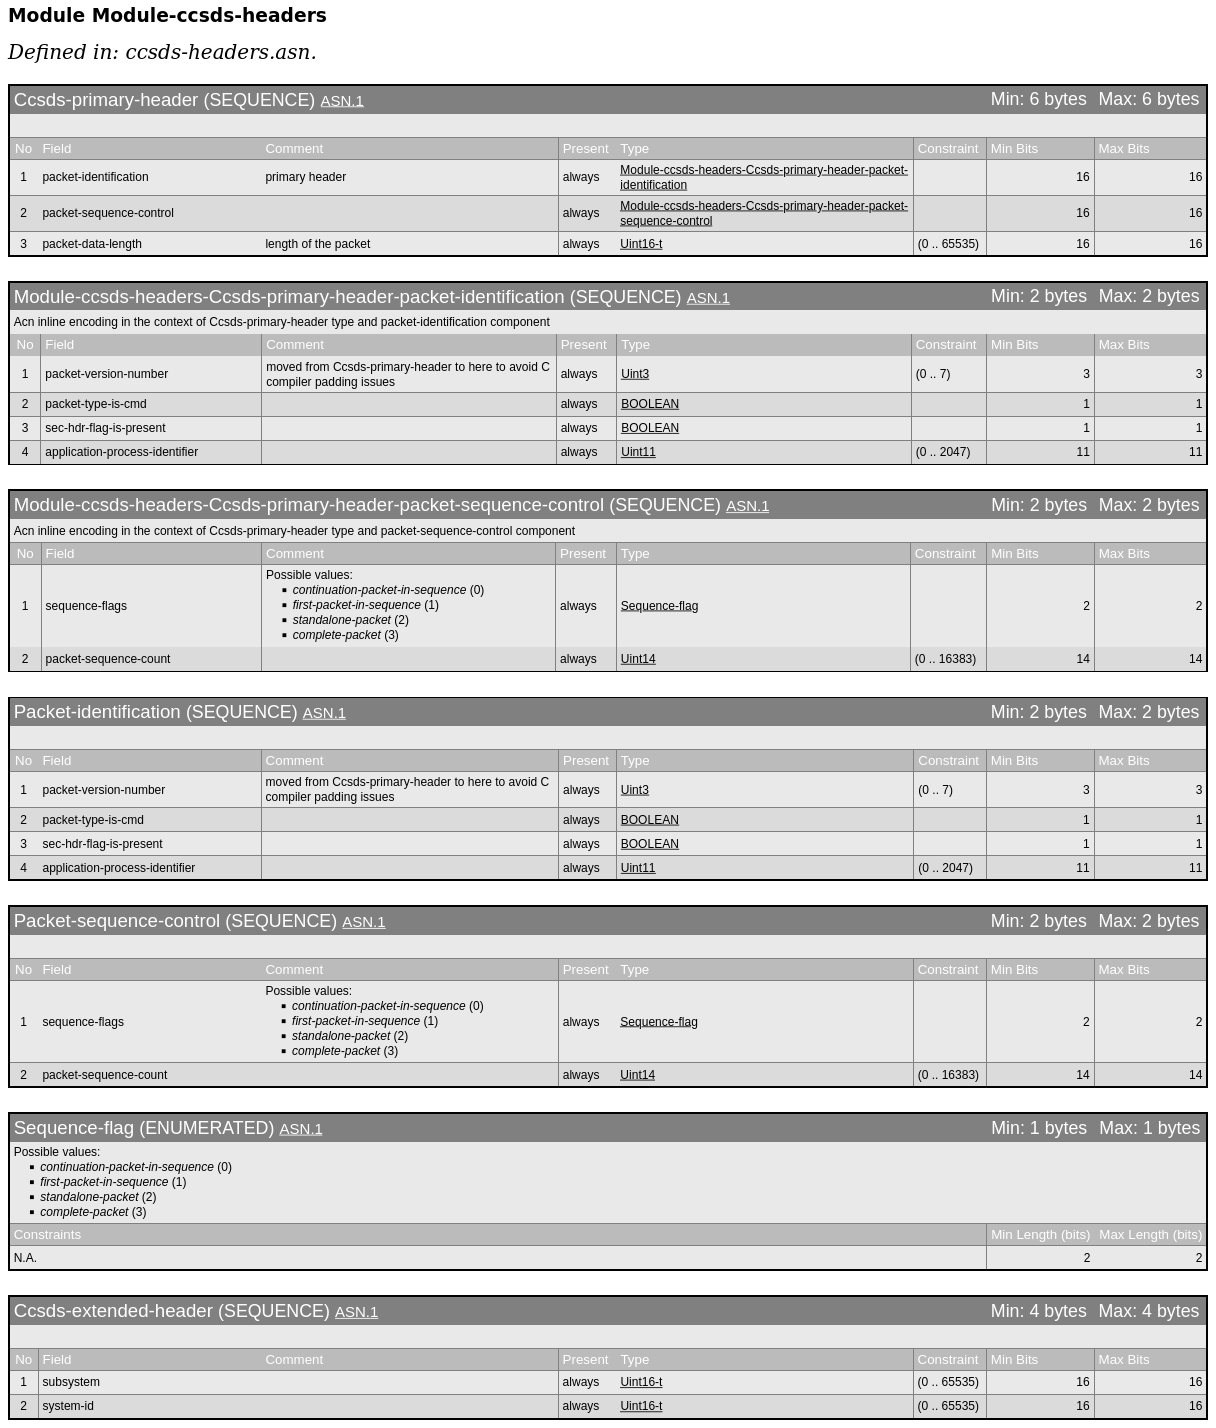 Module Module-ccsds-headers
Defined in: ccsds-headers.asn.
Ccsds-primary-header (SEQUENCE) ASN.1 Min: 6 bytes Max: 6 bytes
No Field Comment Present Type Constraint Min Bits Max Bits
1 packet-identification primary header always Module-ccsds-headers-Ccsds-primary-header-packet-
identification 16 16
2 packet-sequence-control always Module-ccsds-headers-Ccsds-primary-header-packet-
sequence-control 16 16
3 packet-data-length length of the packet always Uint16-t (0 .. 65535) 16 16
Module-ccsds-headers-Ccsds-primary-header-packet-identification (SEQUENCE) ASN.1 Min: 2 bytes Max: 2 bytes
Acn inline encoding in the context of Ccsds-primary-header type and packet-identification component
No Field Comment Present Type Constraint Min Bits Max Bits
1 packet-version-number moved from Ccsds-primary-header to here to avoid C
compiler padding issues always Uint3 (0 .. 7) 3 3
2 packet-type-is-cmd always BOOLEAN 1 1
3 sec-hdr-flag-is-present always BOOLEAN 1 1
4 application-process-identifier always Uint11 (0 .. 2047) 11 11
Module-ccsds-headers-Ccsds-primary-header-packet-sequence-control (SEQUENCE) ASN.1 Min: 2 bytes Max: 2 bytes
Acn inline encoding in the context of Ccsds-primary-header type and packet-sequence-control component
No Field Comment Present Type Constraint Min Bits Max Bits
Possible values:
▪ continuation-packet-in-sequence (0)
▪ first-packet-in-sequence (1)
1 sequence-flags always Sequence-flag 2 2
▪ standalone-packet (2)
▪ complete-packet (3)
2 packet-sequence-count always Uint14 (0 .. 16383) 14 14
Packet-identification (SEQUENCE) ASN.1 Min: 2 bytes Max: 2 bytes
No Field Comment Present Type Constraint Min Bits Max Bits
1 packet-version-number moved from Ccsds-primary-header to here to avoid C
compiler padding issues always Uint3 (0 .. 7) 3 3
2 packet-type-is-cmd always BOOLEAN 1 1
3 sec-hdr-flag-is-present always BOOLEAN 1 1
4 application-process-identifier always Uint11 (0 .. 2047) 11 11
Packet-sequence-control (SEQUENCE) ASN.1 Min: 2 bytes Max: 2 bytes
No Field Comment Present Type Constraint Min Bits Max Bits
Possible values:
▪ continuation-packet-in-sequence (0)
▪ first-packet-in-sequence (1)
1 sequence-flags always Sequence-flag 2 2
▪ standalone-packet (2)
▪ complete-packet (3)
2 packet-sequence-count always Uint14 (0 .. 16383) 14 14
Sequence-flag (ENUMERATED) ASN.1 Min: 1 bytes Max: 1 bytes
Possible values:
▪ continuation-packet-in-sequence (0)
▪ first-packet-in-sequence (1)
▪ standalone-packet (2)
▪ complete-packet (3)
Constraints Min Length (bits) Max Length (bits)
N.A. 2 2
Ccsds-extended-header (SEQUENCE) ASN.1 Min: 4 bytes Max: 4 bytes
No Field Comment Present Type Constraint Min Bits Max Bits
1 subsystem always Uint16-t (0 .. 65535) 16 16
2 system-id always Uint16-t (0 .. 65535) 16 16